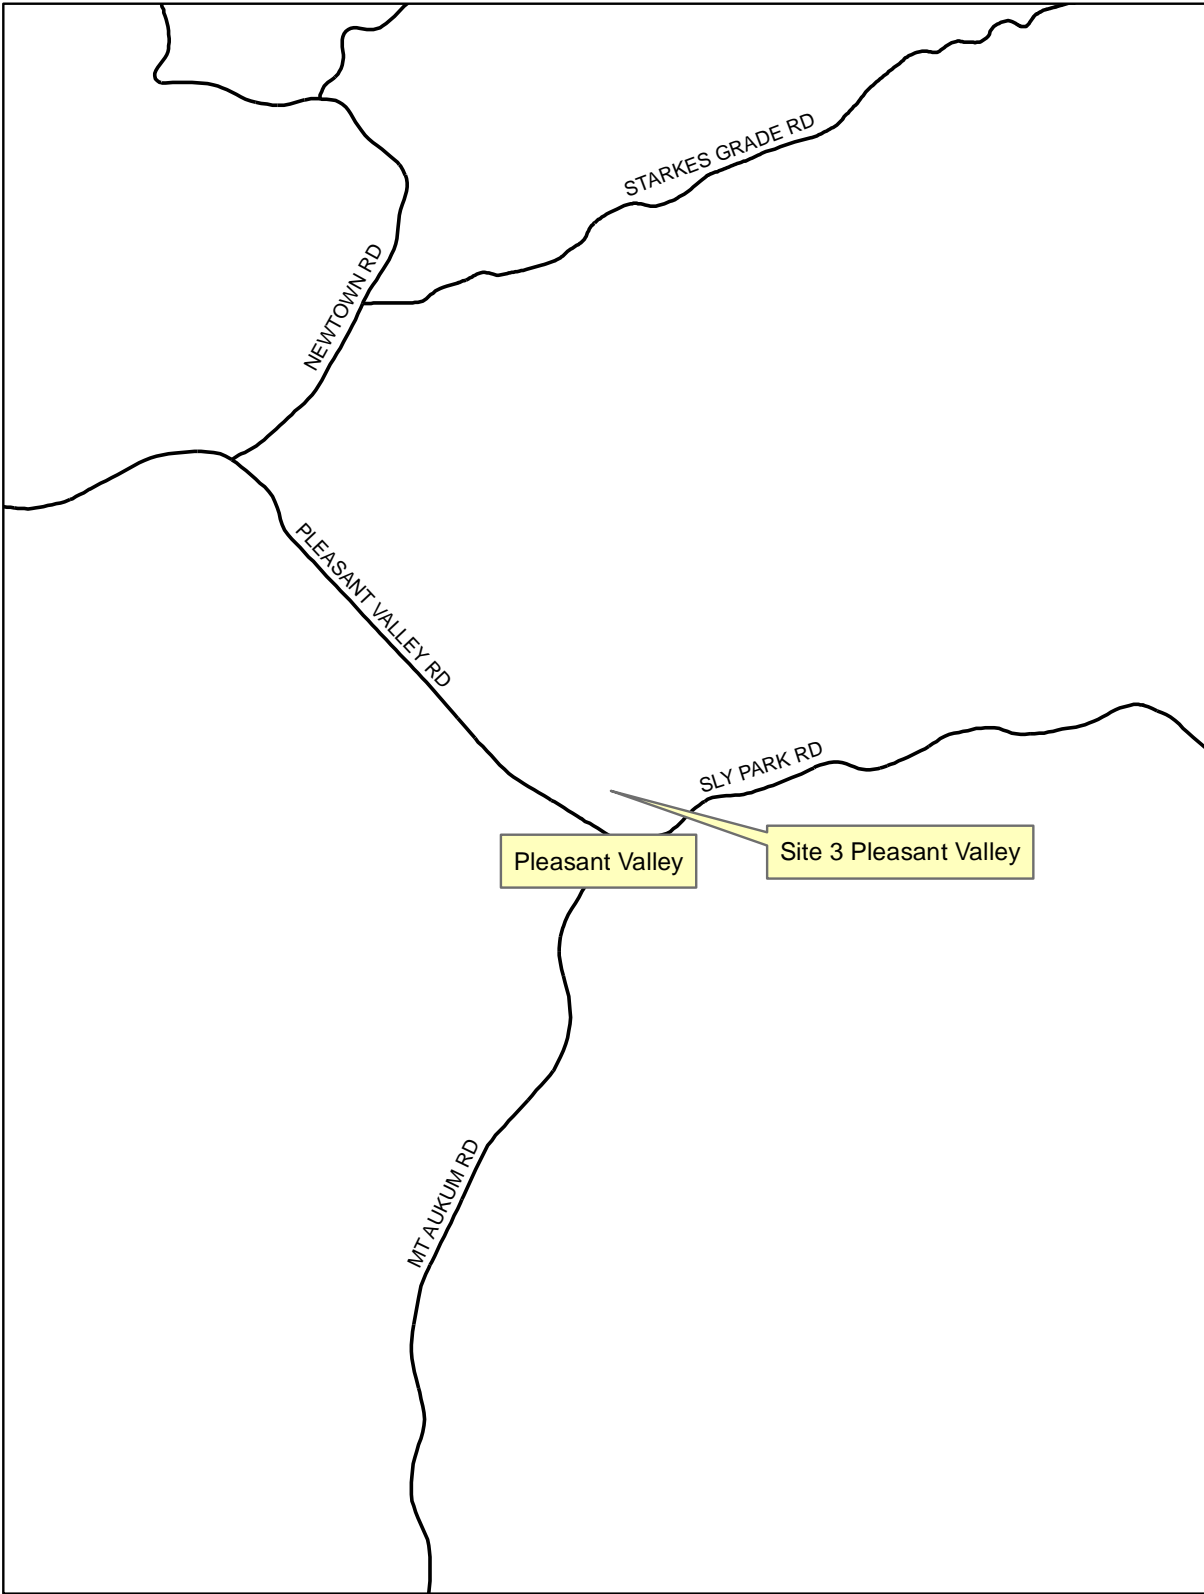 STARKES GRADE RD
NEWTOWN RD
PLEASANT VALLEY RD
SLY PARK RD
Site 3 Pleasant Valley
Pleasant Valley
MT AUKUM RD